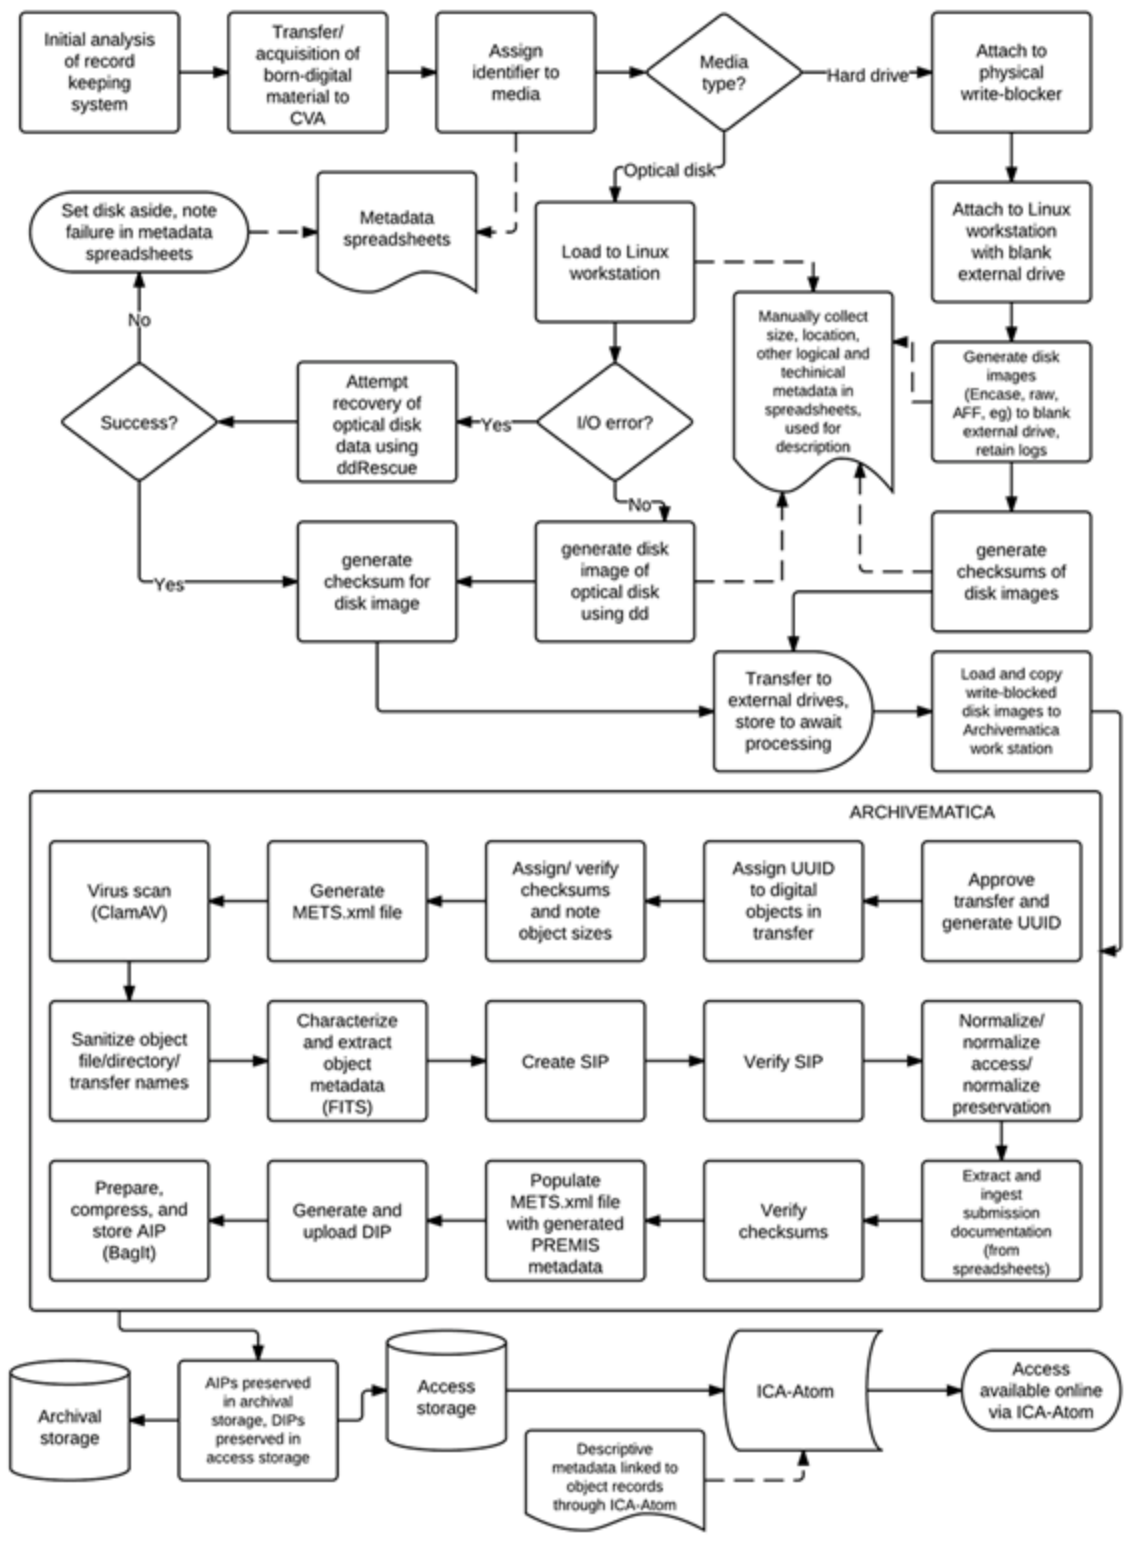 Initial analysis
of record
keeping
system
Transfer/
acquisition of
born-digital
material to
CVA
Assign
identifier to
media
Media
type?
Hard drive
Attach to
physical
write-blocker
Optical disk
Set disk aside, note
failure in metadata
spreadsheets
Metadata
spreadsheets
Load to Linux
workstation
Attach to Linux
workstation
with blank
external drive
No
Manually collect
size, location,
other logical and
techinical
metadata in
spreadsheets,
used for
description
Generate disk
images
(Encase, raw,
AFF, eg) to blank
external drive,
retain logs
Success?
Attempt
recovery of
optical disk
data using
ddRescue
Yes
I/O error?
No
Yes
generate
checksum for
disk image
generate disk
image of
optical disk
using dd
generate
checksums of
disk images
Transfer to
external drives,
store to await
processing
Load and copy
write-blocked
disk images to
Archivematica
work station
ARCHIVEMATICA
Virus scan
(ClamAV)
Generate
METS.xml file
Assign/ verify
checksums
and note
object sizes
Assign UUID
to digital
objects in
transfer
Approve
transfer and
generate UUID
Sanitize object
file/directory/
transfer names
Characterize
and extract
object
metadata
(FITS)
Create SIP
Verify SIP
Normalize/
normalize
access/
normalize
preservation
Prepare,
compress, and
store AIP
(BagIt)
Generate and
upload DIP
Populate
METS.xml file
with generated
PREMIS
metadata
Verify
checksums
Extract and
ingest
submission
documentation
(from
spreadsheets)
Archival
storage
AIPs preserved
in archival
storage, DIPs
preserved in
access storage
Access
storage
ICA-Atom
Access
available online
via ICA-Atom
Descriptive
metadata linked to
object records
through ICA-Atom